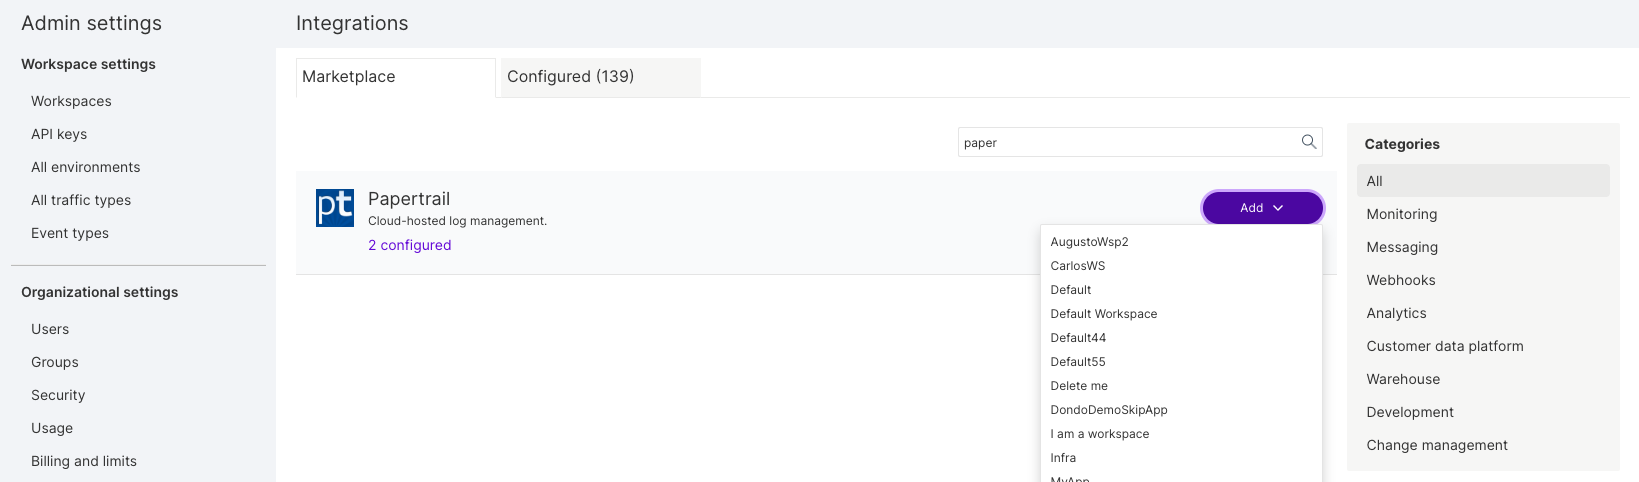 Admin settings
Workspace settings
Workspaces
API keys
All environments
All traffic types
Event types
Organizational settings
Users
Groups
Security
Usage
Billing and limits
Integrations
Marketplace
Configured (139)
paper
pt
Papertrail
Cloud-hosted log management.
2 configured
Add
AugustoWsp2
CarlosWS
Default
Default Workspace
Default44
Default55
Delete me
DondoDemoSkipApp
I am a workspace
Infra
MyApp
Categories
All
Monitoring
Messaging
Webhooks
Analytics
Customer data platform
Warehouse
Development
Change management